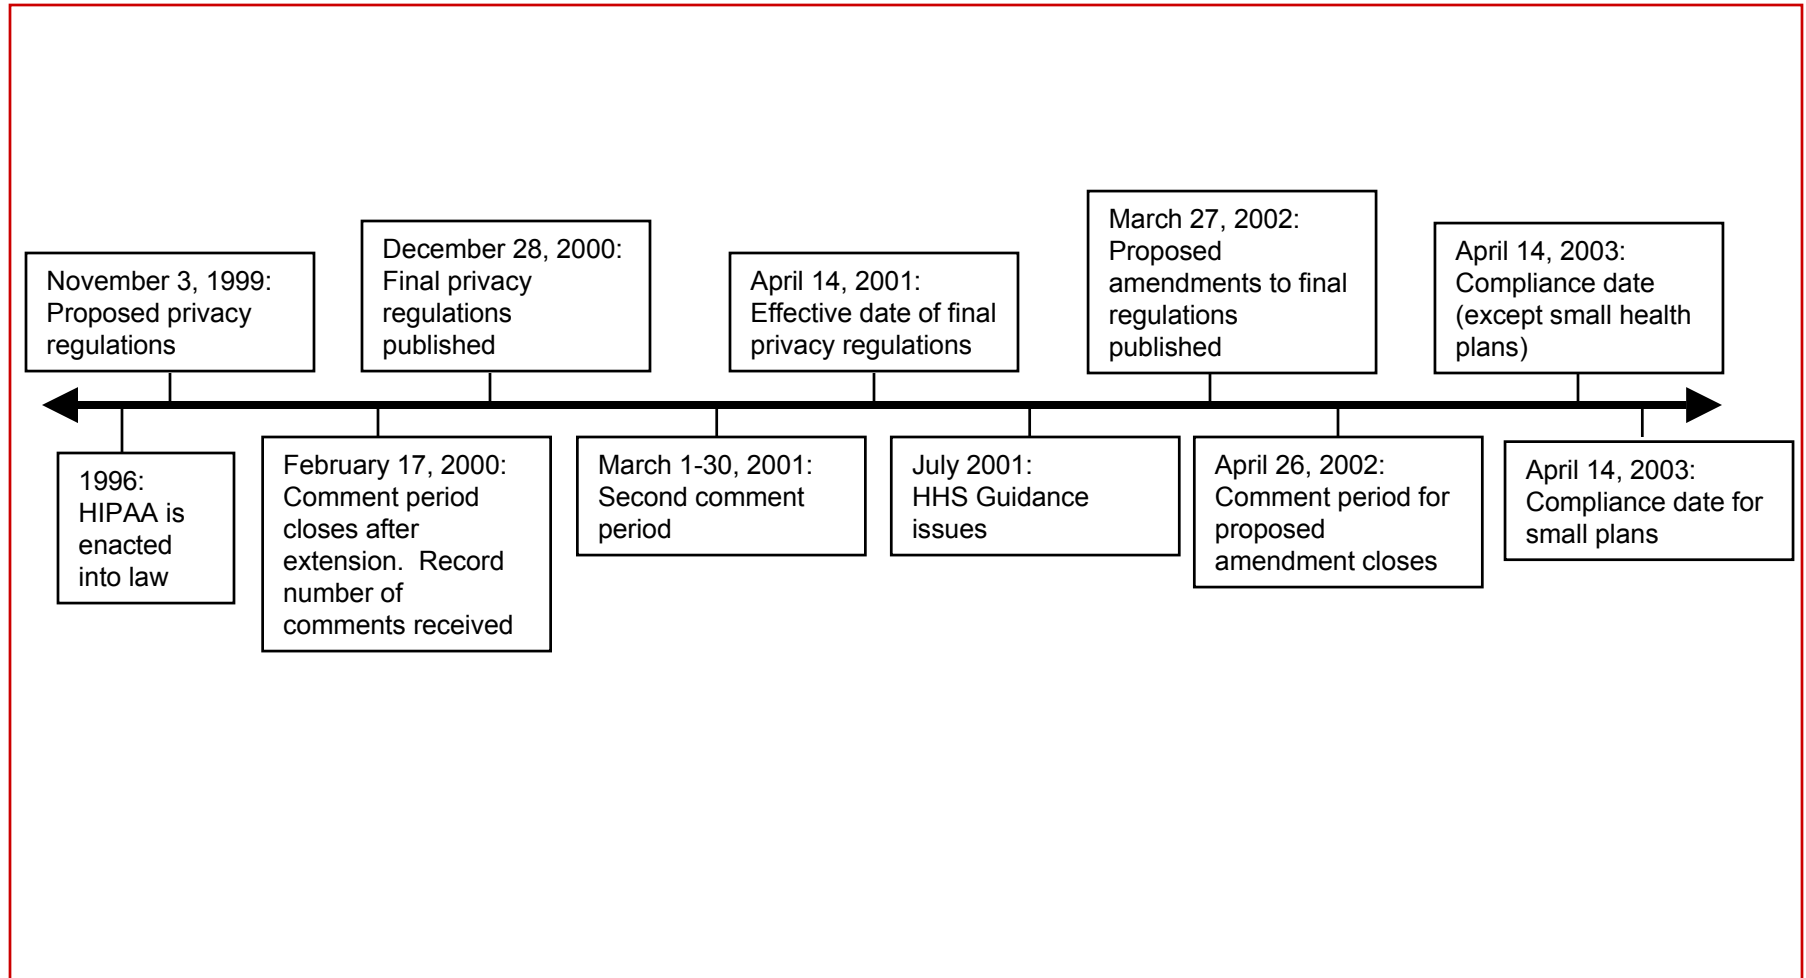 November 3, 1999:
Proposed privacy
regulations
December 28, 2000:
Final privacy
regulations
published
April 14, 2001:
Effective date of final
privacy regulations
March 27, 2002:
Proposed
amendments to final
regulations
published
April 14, 2003:
Compliance date
(except small health
plans)
1996:
HIPAA is
enacted
into law
February 17, 2000:
Comment period
closes after
extension.  Record
number of
comments received
March 1-30, 2001:
Second comment
period
July 2001:
HHS Guidance
issues
April 26, 2002:
Comment period for
proposed
amendment closes
April 14, 2003:
Compliance date for
small plans